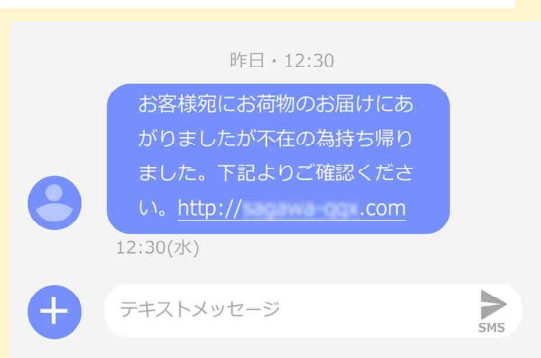 昨日・12:30
お客様宛にお荷物のお届けにあ
がりましたが不在の為持ち帰り
ました。下記よりご確認くださ
い。http:// .com
12:30(水)
テキストメッセージ
SMS